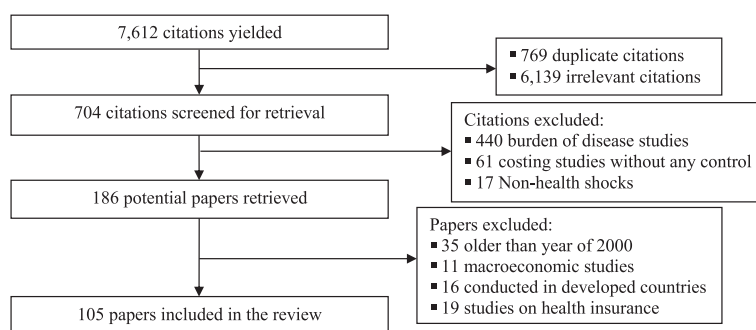 7,612 citations yielded
▪ 769 duplicate citations
▪ 6,139 irrelevant citations
704 citations screened for retrieval
Citations excluded:
▪ 440 burden of disease studies
▪ 61 costing studies without any control
▪ 17 Non-health shocks
186 potential papers retrieved
Papers excluded:
▪ 35 older than year of 2000
▪ 11 macroeconomic studies
▪ 16 conducted in developed countries
▪ 19 studies on health insurance
105 papers included in the review